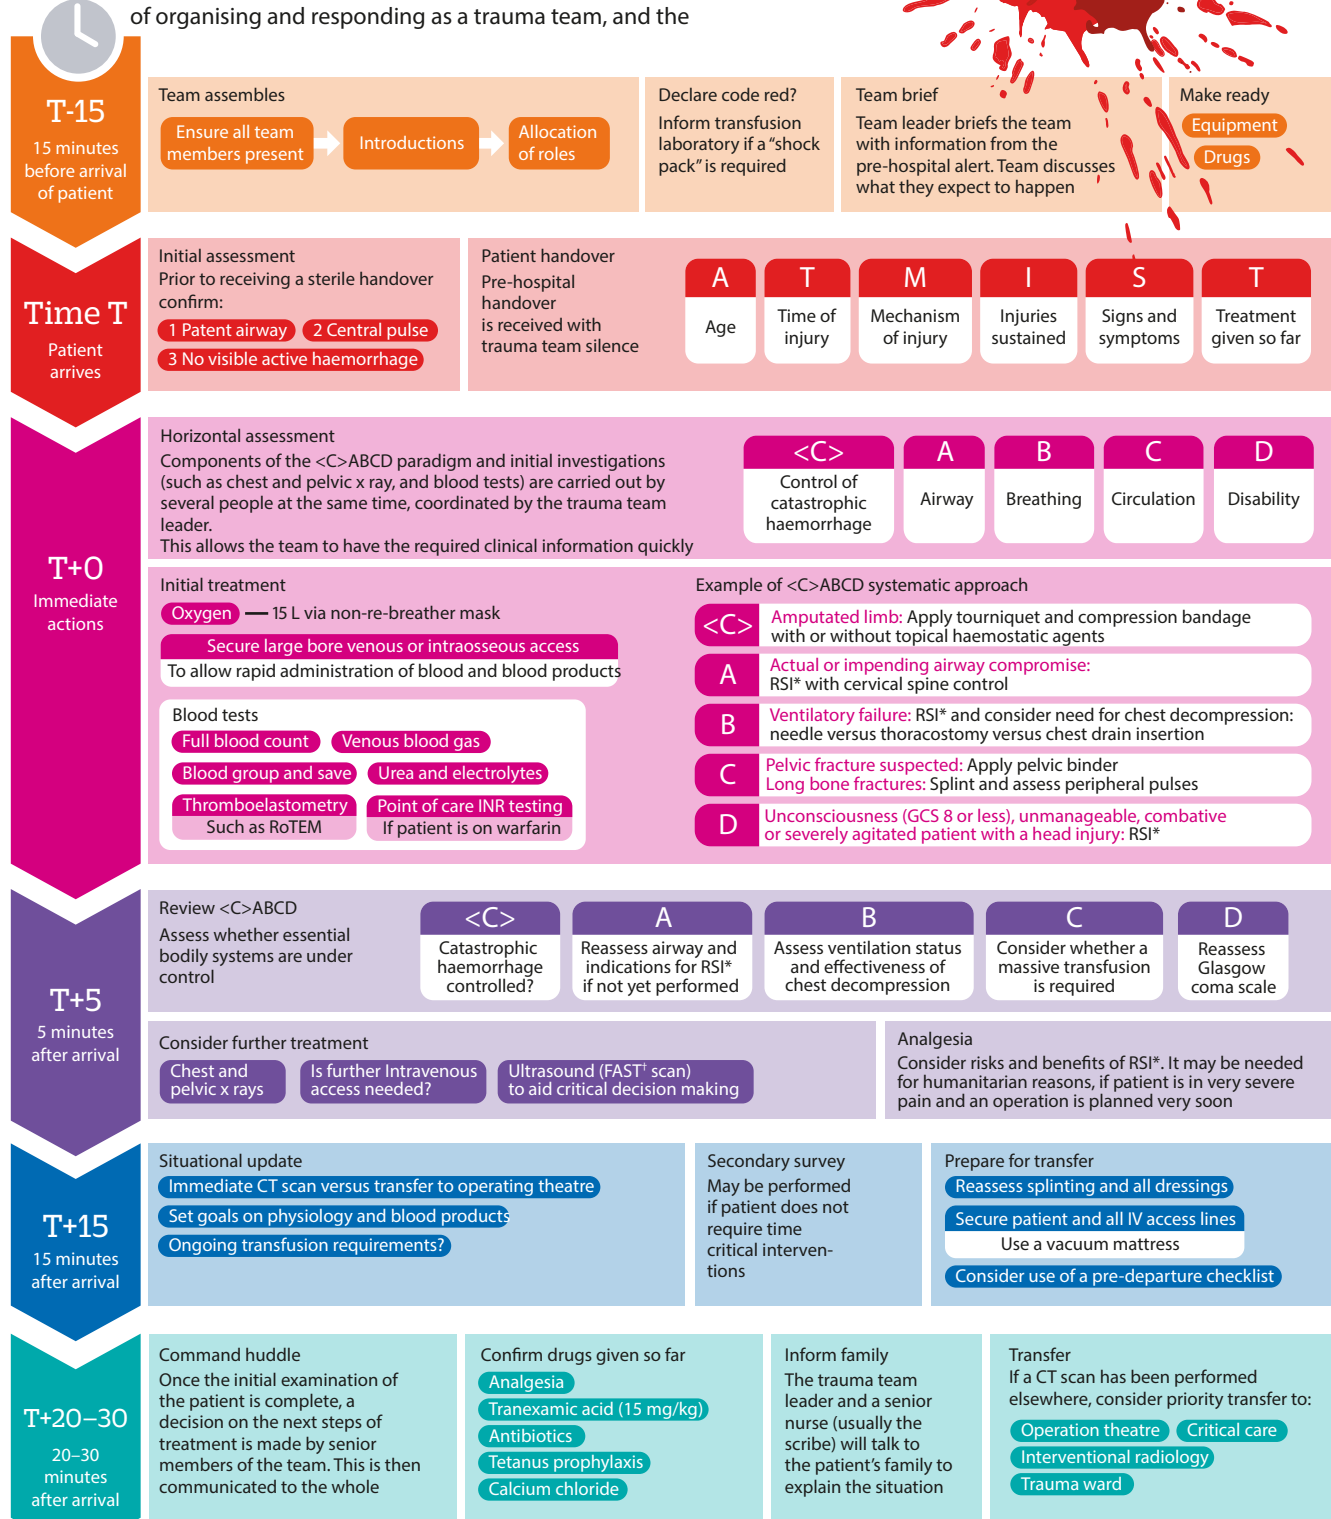 of organising and responding as a trauma team, and the
T-15
15 minutes
before arrival
of patient
Team assembles
Ensure all team
members present
Introductions
Allocation
of roles
Declare code red?
Inform transfusion
laboratory if a “shock
pack” is required
Team brief
Team leader briefs the team
with information from the
pre-hospital alert. Team discusses
what they expect to happen
Make ready
Equipment
Drugs
Time T
Patient
arrives
Initial assessment
Prior to receiving a sterile handover
confirm:
1 Patent airway
2 Central pulse
3 No visible active haemorrhage
Patient handover
Pre-hospital
handover
is received with
trauma team silence
A
Age
T
Time of
injury
M
Mechanism
of injury
I
Injuries
sustained
S
Signs and
symptoms
T
Treatment
given so far
T+0
Immediate
actions
Horizontal assessment
Components of the <C>ABCD paradigm and initial investigations
(such as chest and pelvic x ray, and blood tests) are carried out by
several people at the same time, coordinated by the trauma team
leader.
This allows the team to have the required clinical information quickly
<C>
Control of
catastrophic
haemorrhage
A
Airway
B
Breathing
C
Circulation
D
Disability
Initial treatment
Oxygen — 15 L via non-re-breather mask
Secure large bore venous or intraosseous access
To allow rapid administration of blood and blood products
Blood tests
Full blood count
Venous blood gas
Blood group and save
Urea and electrolytes
Thromboelastometry
Such as RoTEM
Point of care INR testing
If patient is on warfarin
Example of <C>ABCD systematic approach
<C>
Amputated limb: Apply tourniquet and compression bandage
with or without topical haemostatic agents
A
Actual or impending airway compromise:
RSI* with cervical spine control
B
Ventilatory failure: RSI* and consider need for chest decompression:
needle versus thoracostomy versus chest drain insertion
C
Pelvic fracture suspected: Apply pelvic binder
Long bone fractures: Splint and assess peripheral pulses
D
Unconsciousness (GCS 8 or less), unmanageable, combative
or severely agitated patient with a head injury: RSI*
T+5
5 minutes
after arrival
Review <C>ABCD
Assess whether essential
bodily systems are under
control
<C>
Catastrophic
haemorrhage
controlled?
A
Reassess airway and
indications for RSI*
if not yet performed
B
Assess ventilation status
and effectiveness of
chest decompression
C
Consider whether a
massive transfusion
is required
D
Reassess
Glasgow
coma scale
Consider further treatment
Chest and
pelvic x rays
Is further Intravenous
access needed?
Ultrasound (FAST† scan)
to aid critical decision making
Analgesia
Consider risks and benefits of RSI*. It may be needed
for humanitarian reasons, if patient is in very severe
pain and an operation is planned very soon
T+15
15 minutes
after arrival
Situational update
Immediate CT scan versus transfer to operating theatre
Set goals on physiology and blood products
Ongoing transfusion requirements?
Secondary survey
May be performed
if patient does not
require time
critical interven-
tions
Prepare for transfer
Reassess splinting and all dressings
Secure patient and all IV access lines
Use a vacuum mattress
Consider use of a pre-departure checklist
T+20–30
20–30
minutes
after arrival
Command huddle
Once the initial examination of
the patient is complete, a
decision on the next steps of
treatment is made by senior
members of the team. This is then
communicated to the whole
Confirm drugs given so far
Analgesia
Tranexamic acid (15 mg/kg)
Antibiotics
Tetanus prophylaxis
Calcium chloride
Inform family
The trauma team
leader and a senior
nurse (usually the
scribe) will talk to
the patient’s family to
explain the situation
Transfer
If a CT scan has been performed
elsewhere, consider priority transfer to:
Operation theatre
Critical care
Interventional radiology
Trauma ward